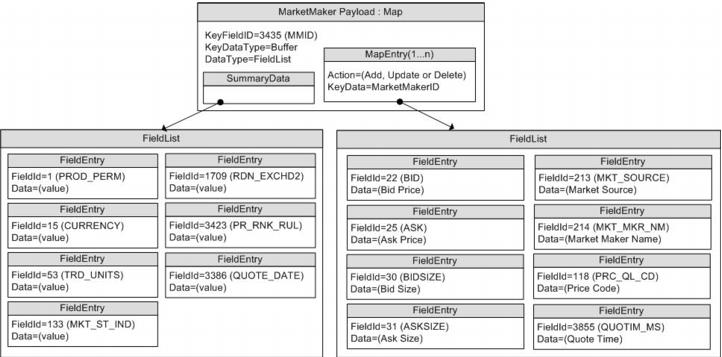 MarketMaker Payload : Map
KeyFieldID=3435 (MMID)
KeyDataType=Buffer
DataType=FieldList
SummaryData
MapEntry(1...n)
Action=(Add, Update or Delete)
KeyData=MarketMakerID
FieldList
FieldEntry
FieldId=1 (PROD_PERM)
Data=(value)
FieldEntry
FieldId=1709 (RDN_EXCHD2)
Data=(value)
FieldEntry
FieldId=15 (CURRENCY)
Data=(value)
FieldEntry
FieldId=3423 (PR_RNK_RUL)
Data=(value)
FieldEntry
FieldId=53 (TRD_UNITS)
Data=(value)
FieldEntry
FieldId=3386 (QUOTE_DATE)
Data=(value)
FieldEntry
FieldId=133 (MKT_ST_IND)
Data=(value)
FieldList
FieldEntry
FieldId=22 (BID)
Data=(Bid Price)
FieldEntry
FieldId=213 (MKT_SOURCE)
Data=(Market Source)
FieldEntry
FieldId=25 (ASK)
Data=(Ask Price)
FieldEntry
FieldId=214 (MKT_MKR_NM)
Data=(Market Maker Name)
FieldEntry
FieldId=30 (BIDSIZE)
Data=(Bid Size)
FieldEntry
FieldId=118 (PRC_QL_CD)
Data=(Price Code)
FieldEntry
FieldId=31 (ASKSIZE)
Data=(Ask Size)
FieldEntry
FieldId=3855 (QUOTIM_MS)
Data=(Quote Time)